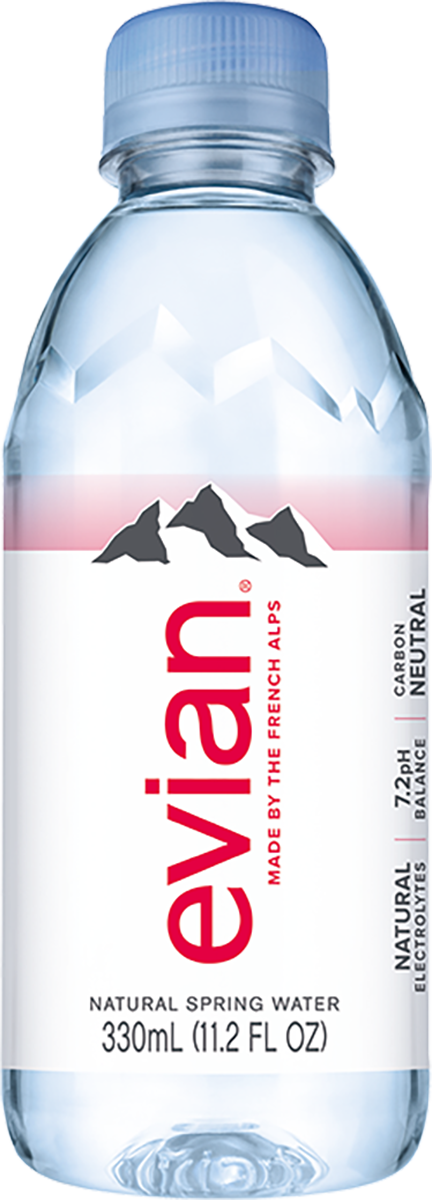 evian®
MADE BY THE FRENCH ALPS
NATURAL SPRING WATER
330mL (11.2 FL OZ)
NATURAL
ELECTROLYTES
7.2pH
BALANCE
CARBON
NEUTRAL